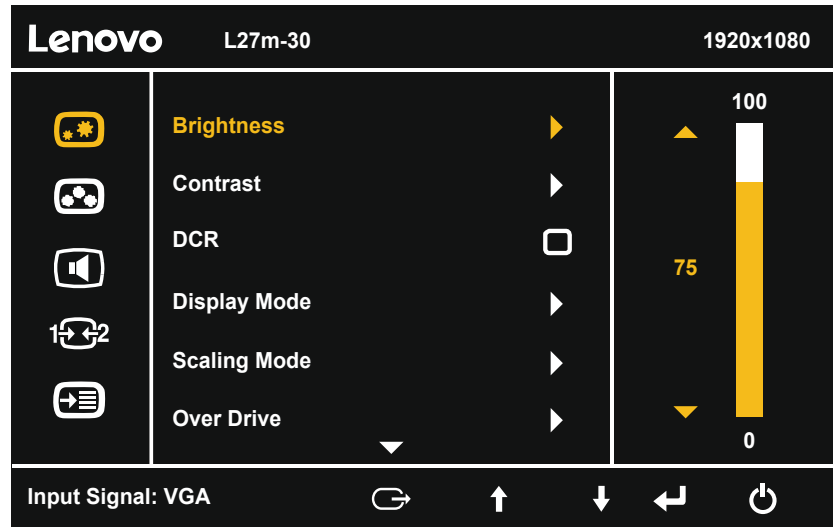 Lenovo L27m-30 1920x1080
100
Brightness
Contrast
DCR
75
Display Mode
1 2
Scaling Mode
Over Drive
0
Input Signal: VGA